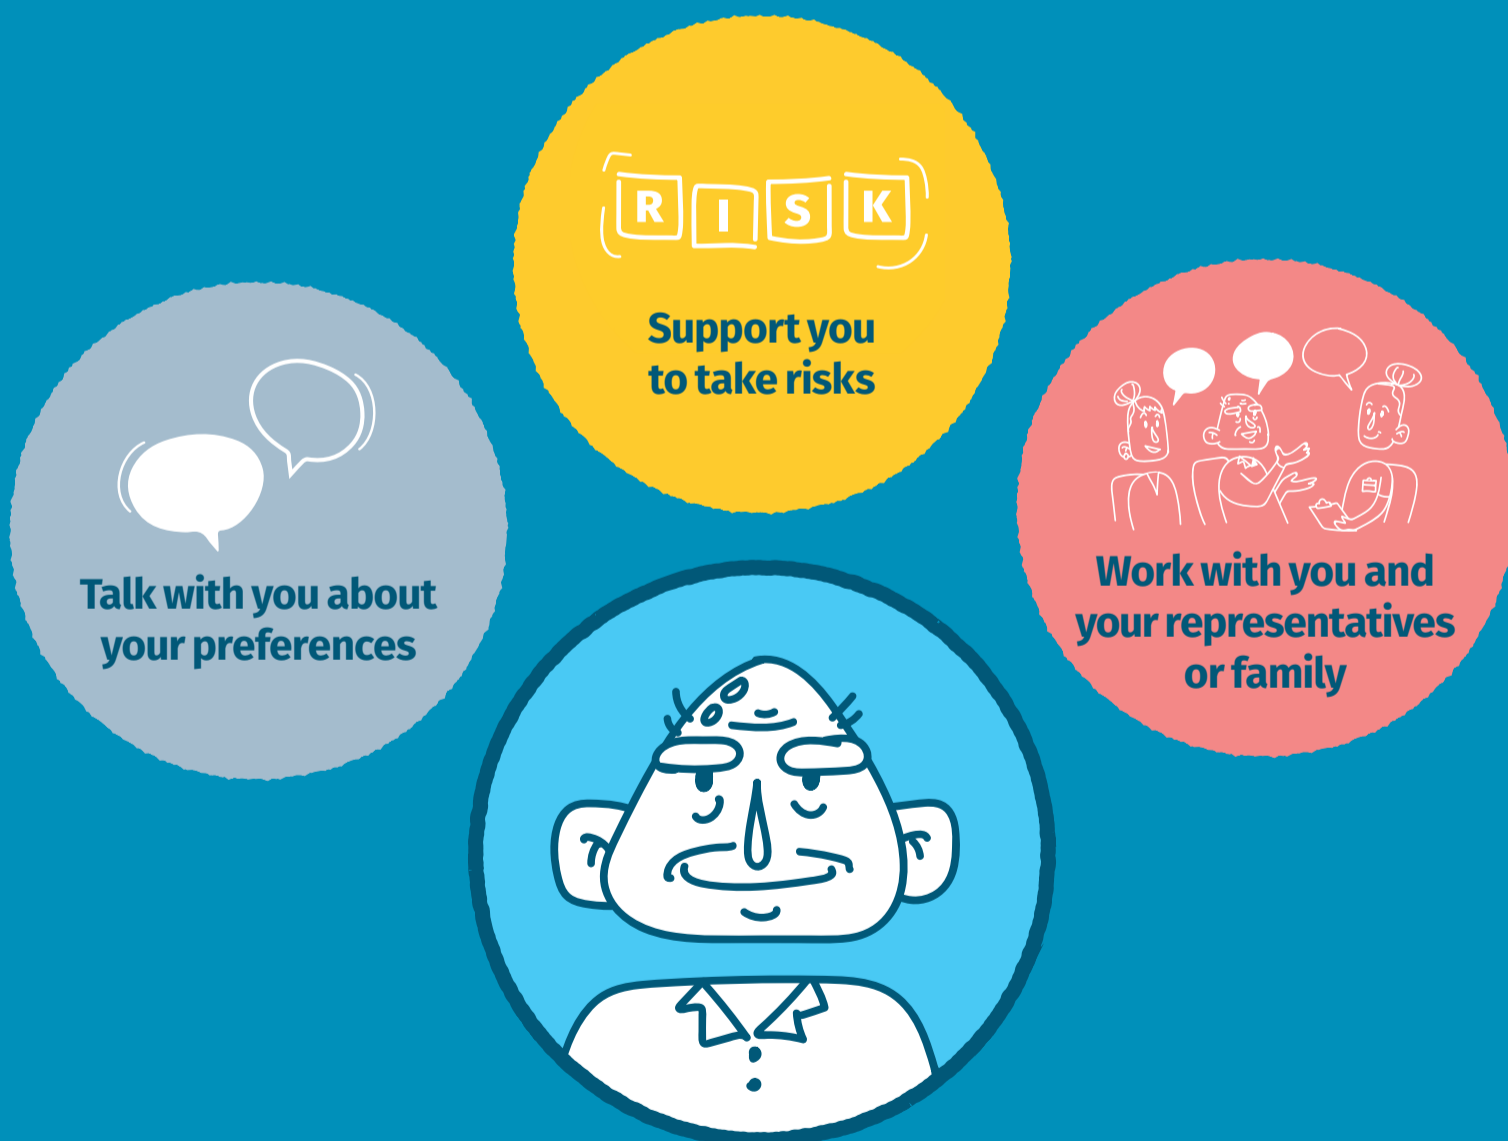 RISK
Support you
to take risks
Talk with you about
your preferences
Work with you and
your representatives
or family